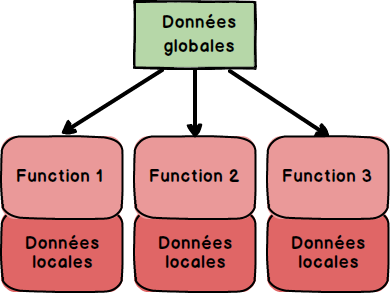 Données
globales
Function 1
Function 2
Function 3
Données
locales
Données
locales
Données
locales